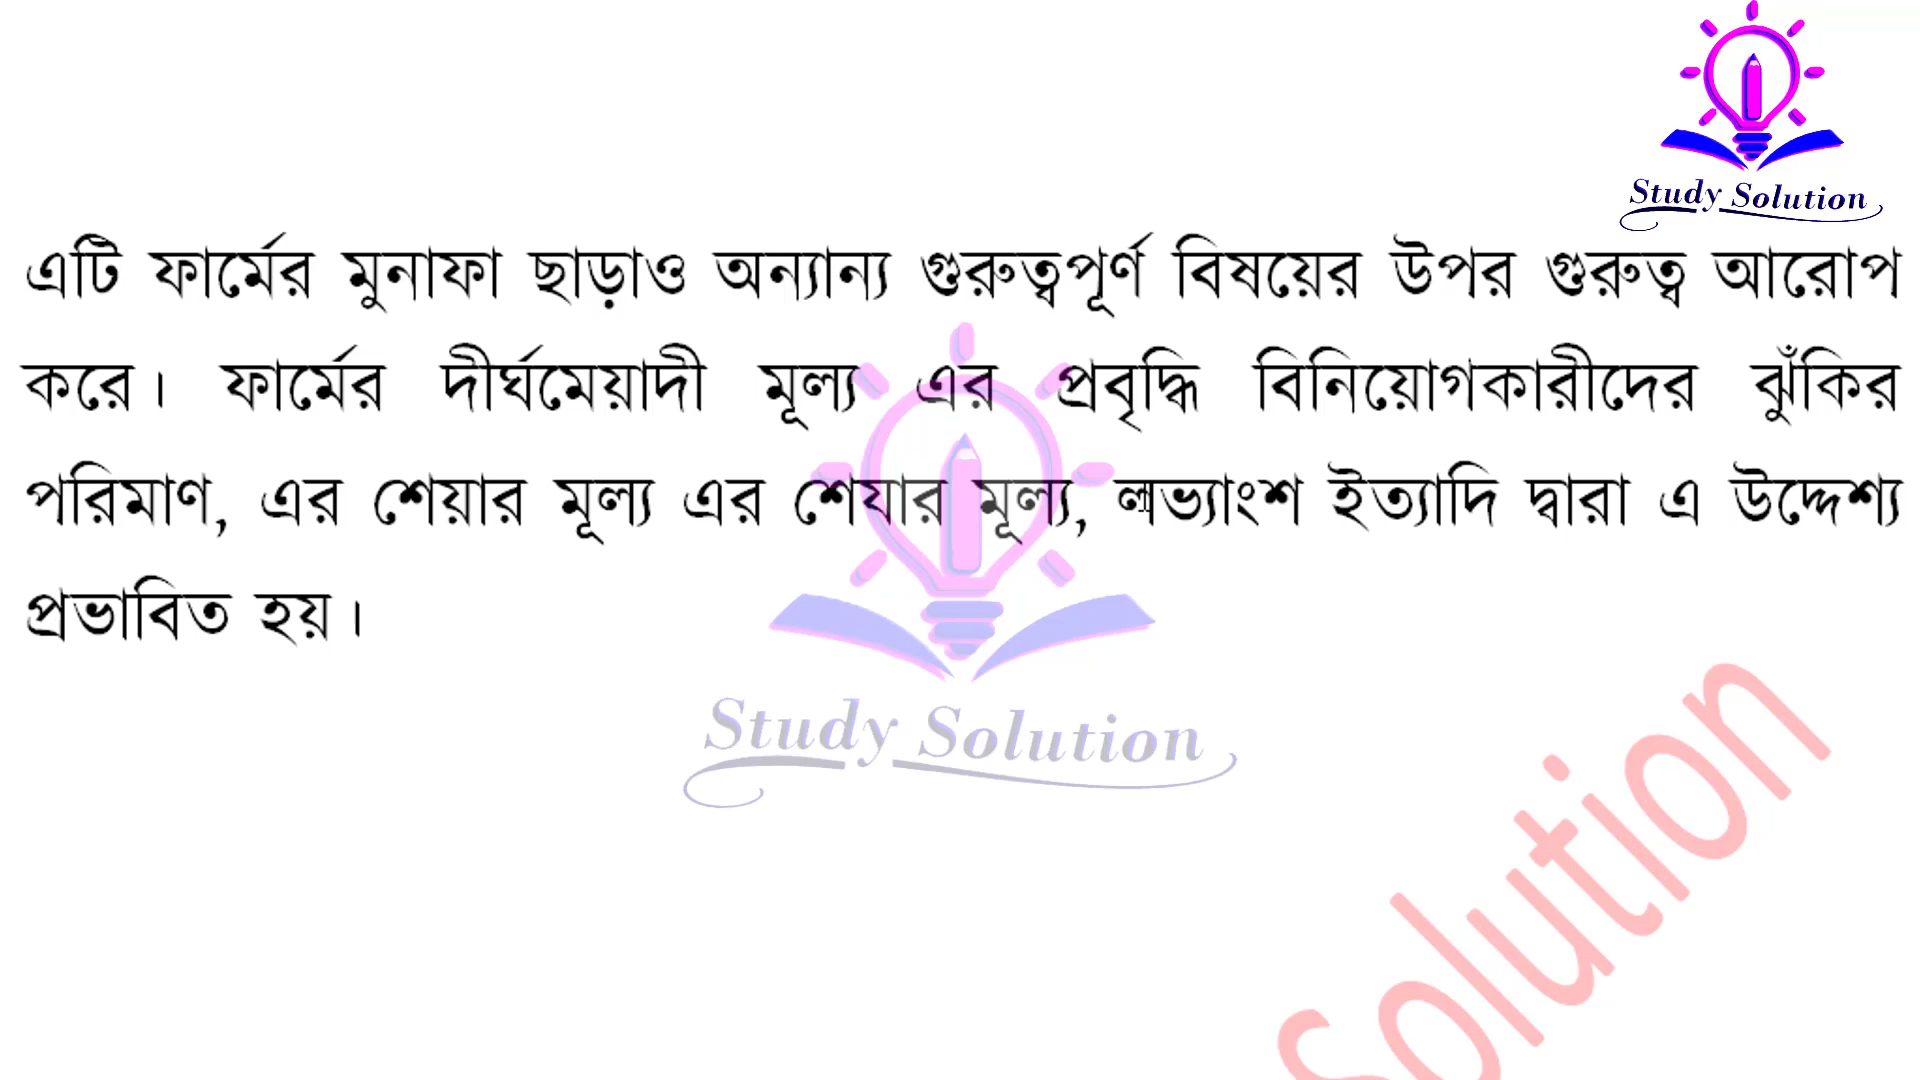 Study Solution
এটি ফার্মের মুনাফা ছাড়াও অন্যান্য গুরুত্বপূর্ণ বিষয়ের উপর গুরুত্ব আরোপ
করে। ফার্মের দীর্ঘমেয়াদী মূল্য এর প্রবৃদ্ধি বিনিয়োগকারীদের ঝুঁকির
পরিমাণ, এর শেয়ার মূল্য এর শেযার মূল্য, লভ্যাংশ ইত্যাদি দ্বারা এ উদ্দেশ্য
প্রভাবিত হয়।
Study Solution
Solution